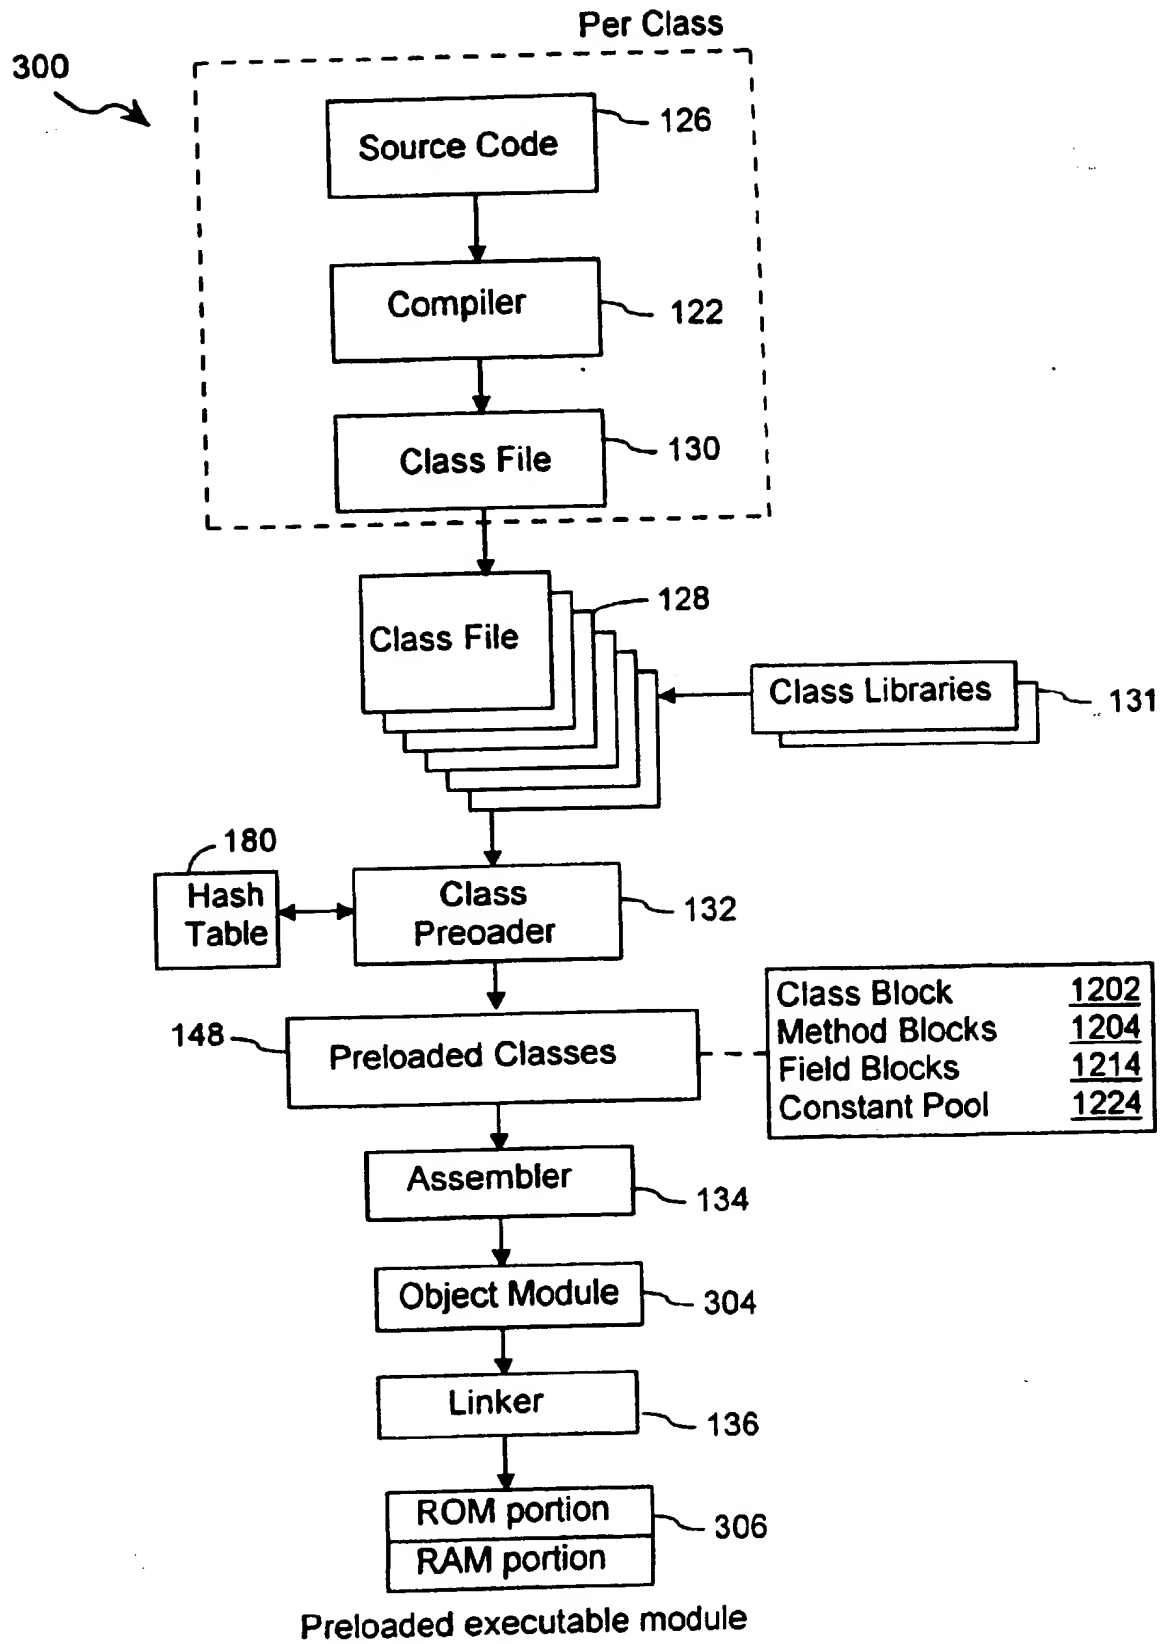 Per Class
300
126
Source Code
Compiler
122
Class File
130
Class File
128
Class Libraries
131
180
Hash
Table
Class
Preoader
132
148
Preloaded Classes
Class Block 1202
Method Blocks 1204
Field Blocks 1214
Constant Pool 1224
Assembler
134
Object Module
304
Linker
136
ROM portion
306
RAM portion
Preloaded executable module